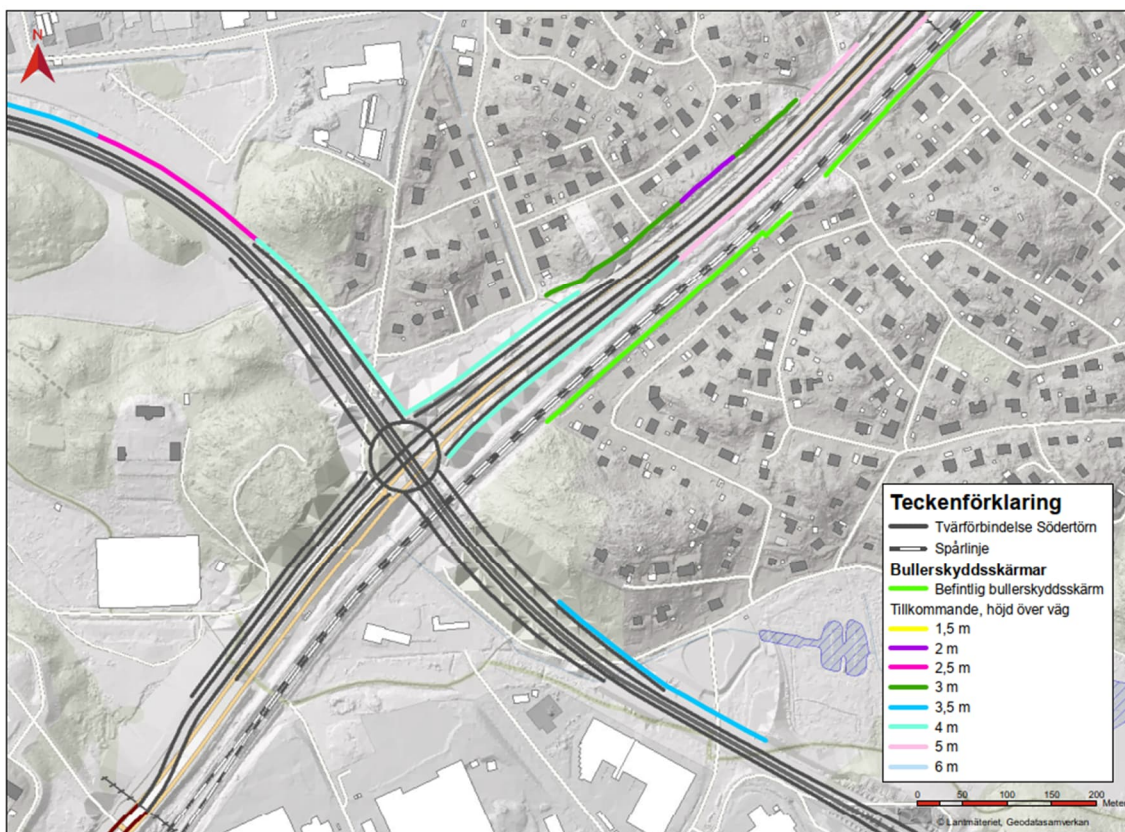 N
Teckenförklaring
Tvärförbindelse Södertörn
Spårlinje
Bullerskyddsskärmar
Befintlig bullerskyddsskärm
Tillkommande, höjd över väg
1,5 m
2 m
2,5 m
3 m
3,5 m
4 m
5 m
6 m
0 50 100 150 200
Meter
© Lantmäteriet, Geodatasamverkan